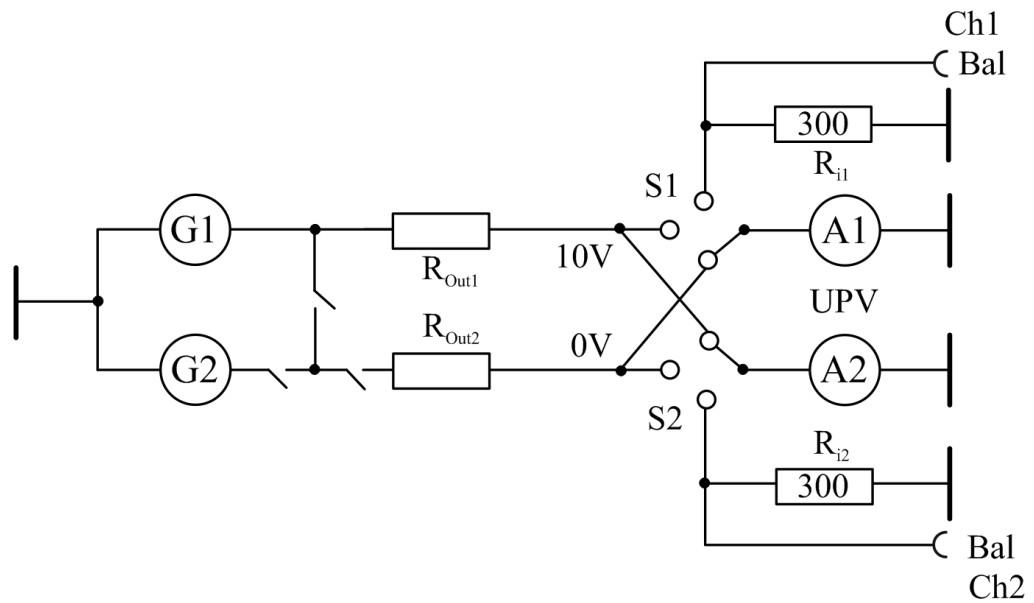 Ch1
Bal
300
R_i1
S1
G1
A1
R_Out1
10V
UPV
R_Out2
0V
G2
A2
S2
R_i2
300
Bal
Ch2